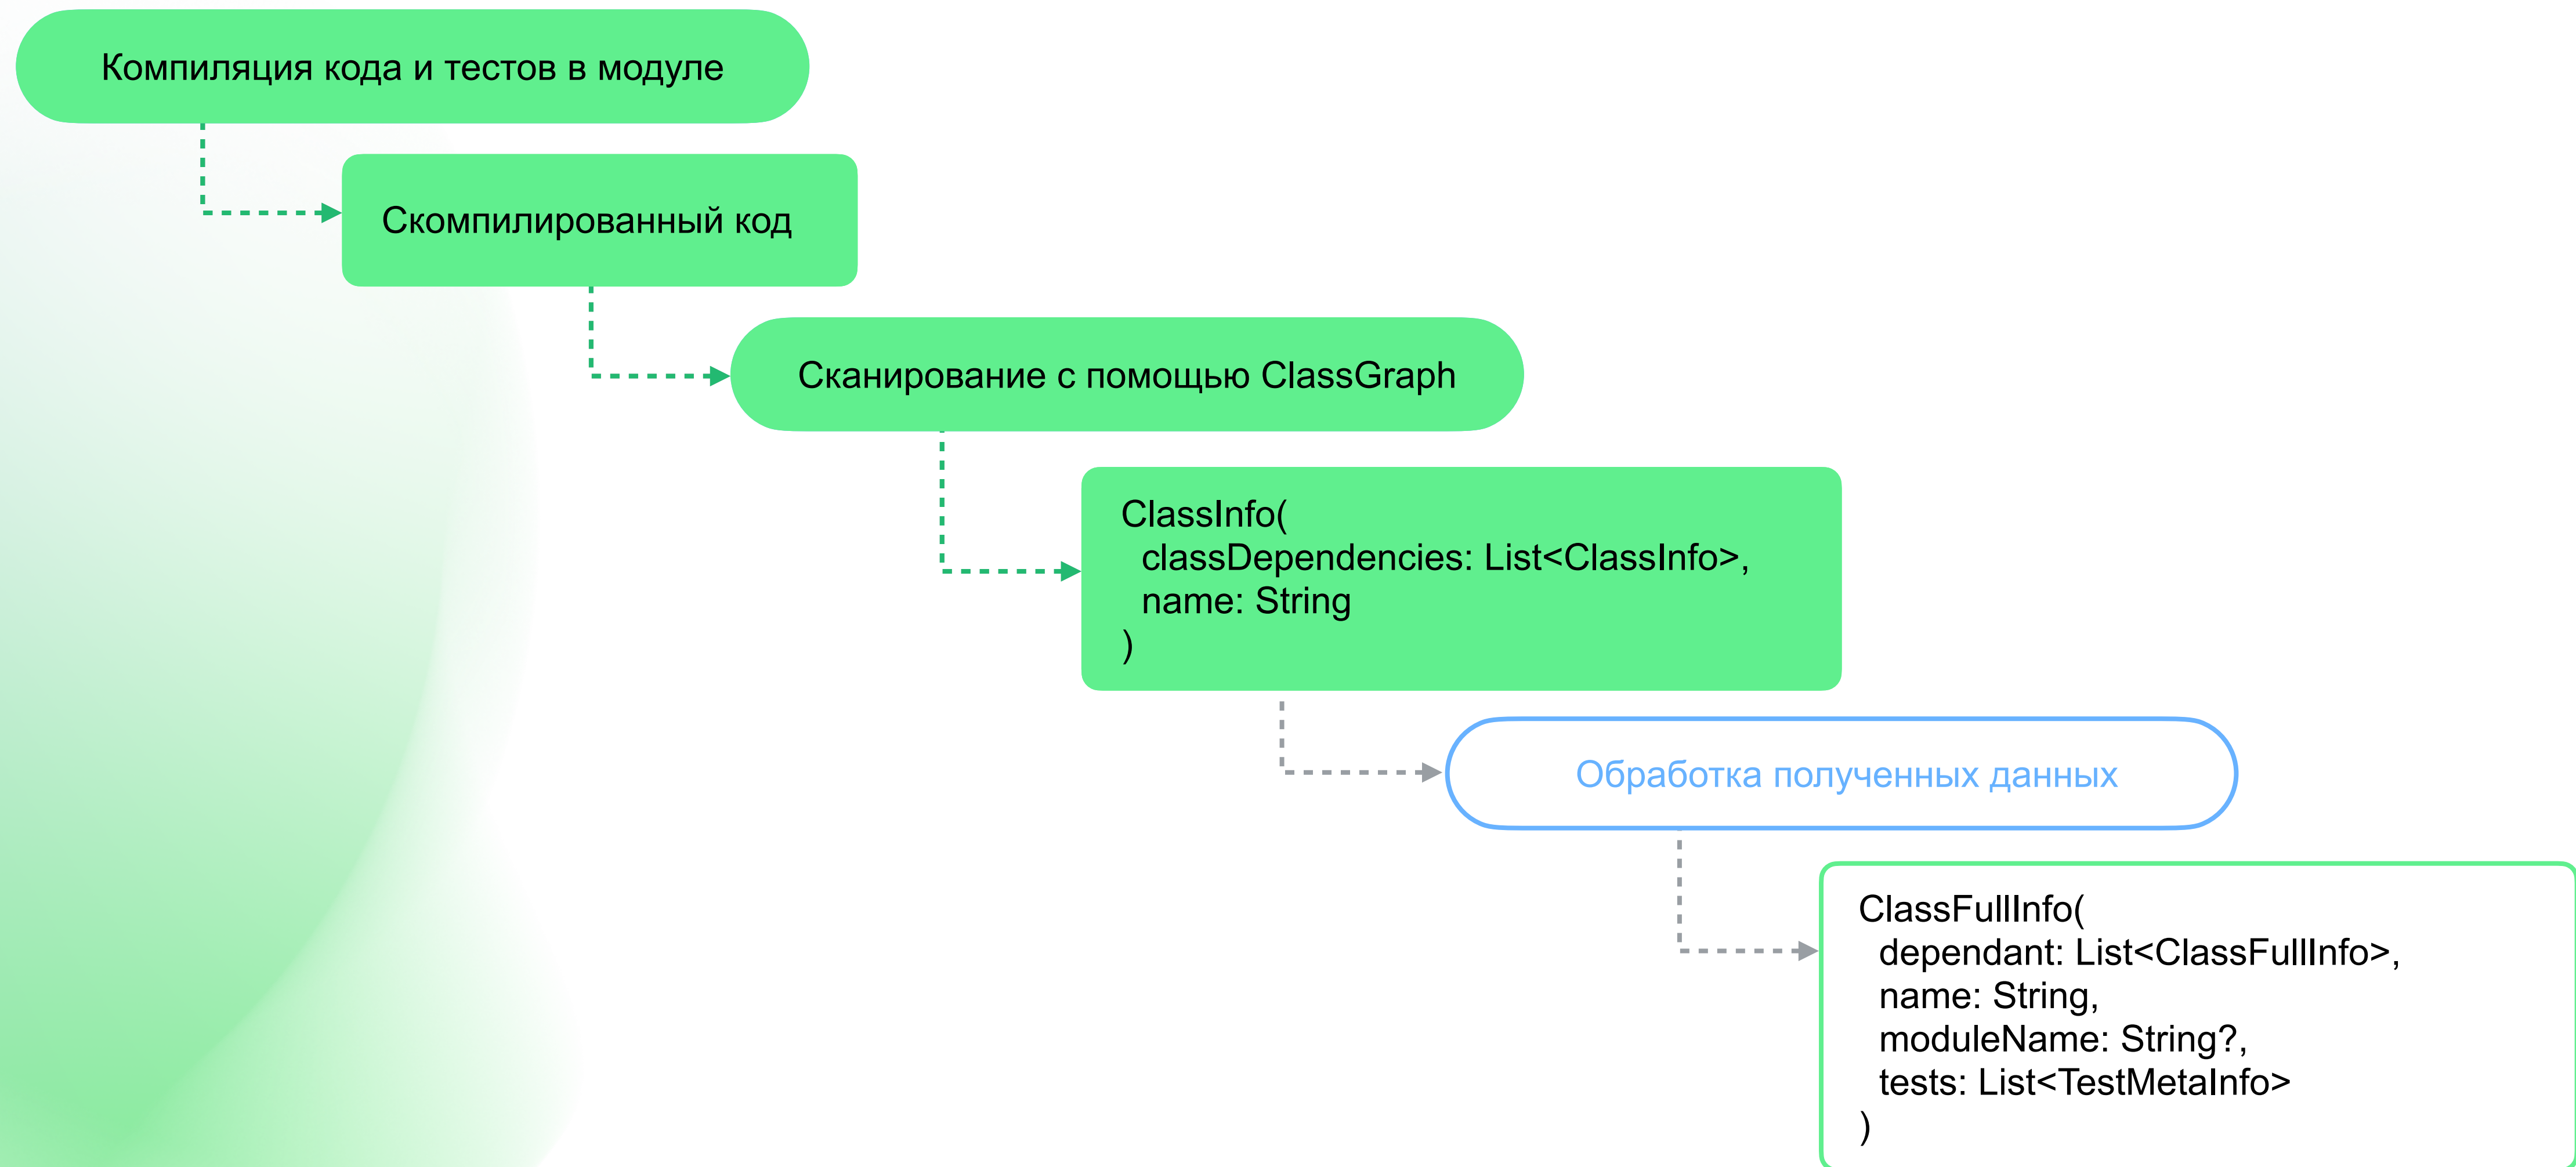 Компиляция кода и тестов в модуле
Скомпилированный код
Сканирование с помощью ClassGraph
ClassInfo(
classDependencies: List<ClassInfo>,
name: String
)
Обработка полученных данных
ClassFullInfo(
dependant: List<ClassFullInfo>,
name: String,
moduleName: String?,
tests: List<TestMetaInfo>
)